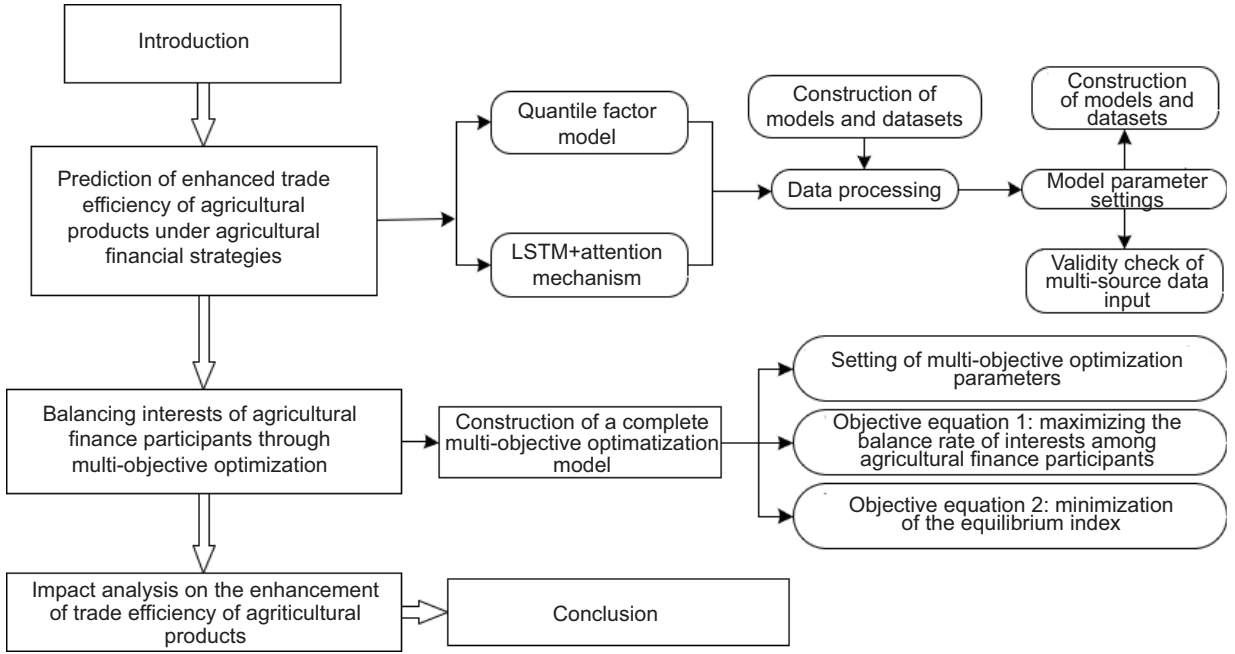 Introduction
Prediction of enhanced trade
efficiency of agricultural
products under agricultural
financial strategies
Quantile factor
model
LSTM+attention
mechanism
Construction of
models and datasets
Data processing
Construction
of models and
datasets
Model parameter
settings
Validity check of
multi-source data
input
Balancing interests of agricultural
finance participants through
multi-objective optimization
Construction of a complete
multi-objective optimatization
model
Setting of multi-objective optimization
parameters
Objective equation 1: maximizing the
balance rate of interests among
agricultural finance participants
Objective equation 2: minimization
of the equilibrium index
Impact analysis on the enhancement
of trade efficiency of agriticultural
products
Conclusion